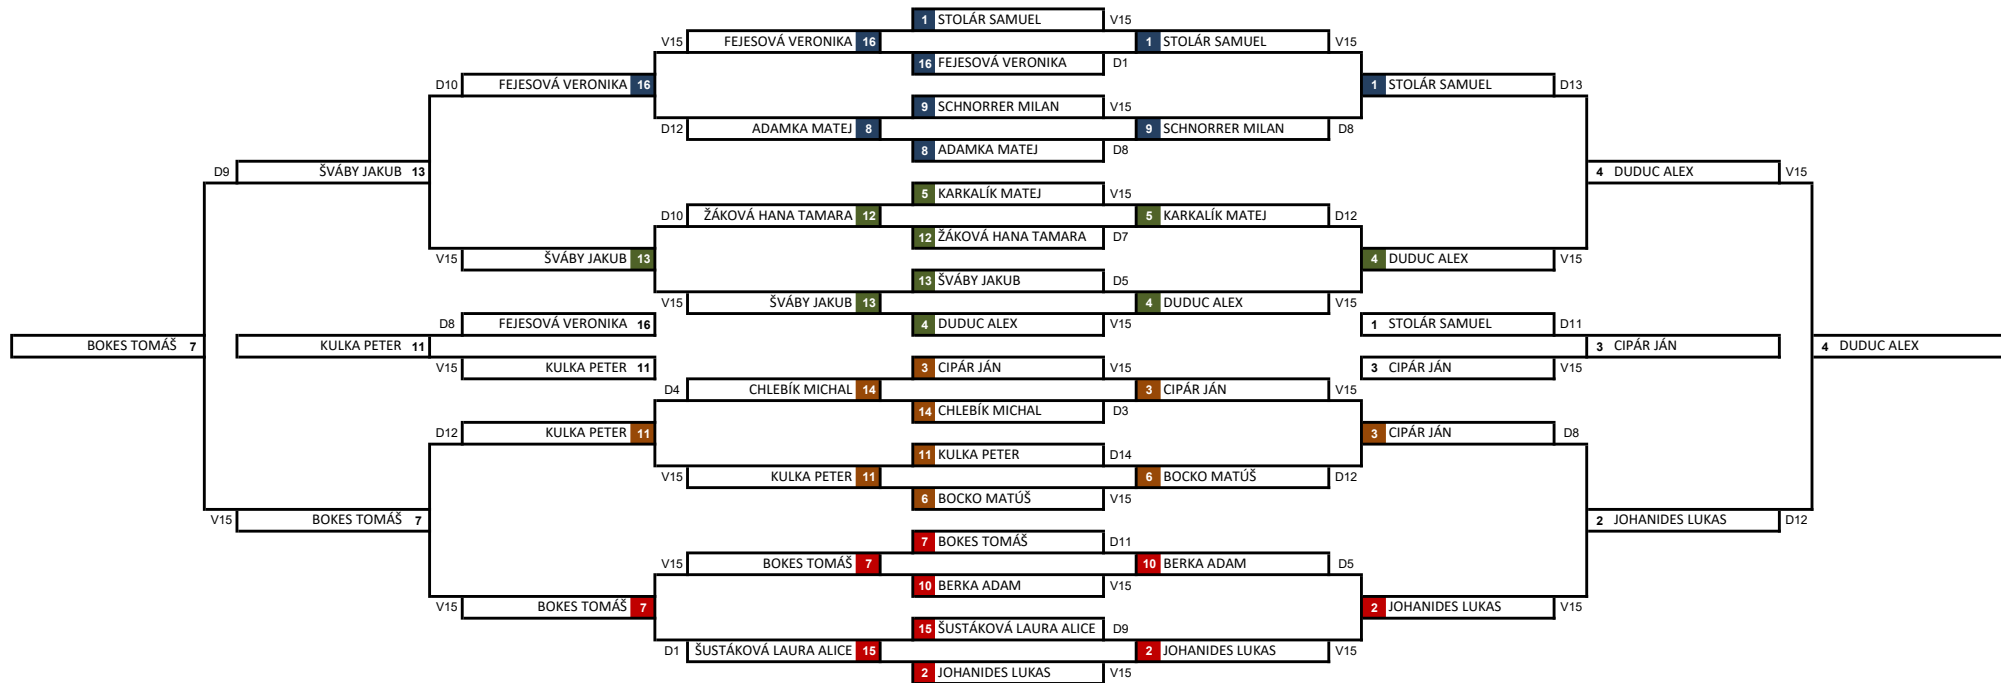 1 STOLÁR SAMUEL V15
V15 FEJESOVÁ VERONIKA 16 1 STOLÁR SAMUEL V15
16 FEJESOVÁ VERONIKA D1
D10 FEJESOVÁ VERONIKA 16 1 STOLÁR SAMUEL D13
9 SCHNORRER MILAN V15
D12 ADAMKA MATEJ 8 9 SCHNORRER MILAN D8
8 ADAMKA MATEJ D8
D9 ŠVÁBY JAKUB 13 4 DUDUC ALEX V15
5 KARKALÍK MATEJ V15
D10 ŽÁKOVÁ HANA TAMARA 12 5 KARKALÍK MATEJ D12
12 ŽÁKOVÁ HANA TAMARA D7
V15 ŠVÁBY JAKUB 13 4 DUDUC ALEX V15
13 ŠVÁBY JAKUB D5
V15 ŠVÁBY JAKUB 13 4 DUDUC ALEX V15
D8 FEJESOVÁ VERONIKA 16 4 DUDUC ALEX V15 1 STOLÁR SAMUEL D11
BOKES TOMÁŠ 7 KULKA PETER 11 3 CIPÁR JÁN 4 DUDUC ALEX
V15 KULKA PETER 11 3 CIPÁR JÁN V15 3 CIPÁR JÁN V15
D4 CHLEBÍK MICHAL 14 3 CIPÁR JÁN V15
14 CHLEBÍK MICHAL D3
D12 KULKA PETER 11 3 CIPÁR JÁN D8
11 KULKA PETER D14
V15 KULKA PETER 11 6 BOCKO MATÚŠ D12
6 BOCKO MATÚŠ V15
V15 BOKES TOMÁŠ 7 2 JOHANIDES LUKAS D12
7 BOKES TOMÁŠ D11
V15 BOKES TOMÁŠ 7 10 BERKA ADAM D5
10 BERKA ADAM V15
V15 BOKES TOMÁŠ 7 2 JOHANIDES LUKAS V15
15 ŠUSTÁKOVÁ LAURA ALICE D9
D1 ŠUSTÁKOVÁ LAURA ALICE 15 2 JOHANIDES LUKAS V15
2 JOHANIDES LUKAS V15